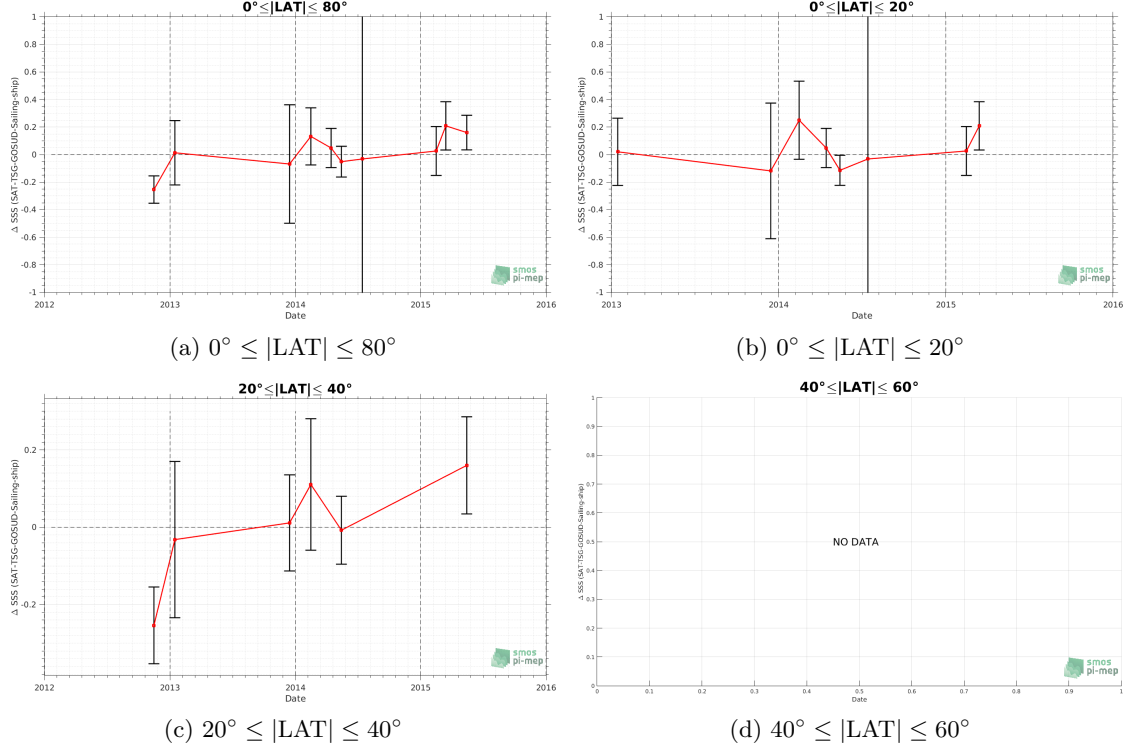 0°≤|LAT|≤ 80°
1
0.8
0.6
0.4
0.2
0
-0.2
-0.4
-0.6
-0.8
-1
Δ SSS (SAT-TSG-GOSUD-Sailing-ship)
2012 2013 2014 2015 2016
Date
smos
pi-mep
(a) 0° ≤ |LAT| ≤ 80°
0°≤|LAT|≤ 20°
1
0.8
0.6
0.4
0.2
0
-0.2
-0.4
-0.6
-0.8
-1
Δ SSS (SAT-TSG-GOSUD-Sailing-ship)
2013 2014 2015 2016
Date
smos
pi-mep
(b) 0° ≤ |LAT| ≤ 20°
20°≤|LAT|≤ 40°
0.2
0
-0.2
Δ SSS (SAT-TSG-GOSUD-Sailing-ship)
2012 2013 2014 2015 2016
Date
smos
pi-mep
(c) 20° ≤ |LAT| ≤ 40°
40°≤|LAT|≤ 60°
1
0.9
0.8
0.7
0.6
0.5
0.4
0.3
0.2
0.1
0
Δ SSS (SAT-TSG-GOSUD-Sailing-ship)
NO DATA
0 0.1 0.2 0.3 0.4 0.5 0.6 0.7 0.8 0.9 1
Date
smos
pi-mep
(d) 40° ≤ |LAT| ≤ 60°